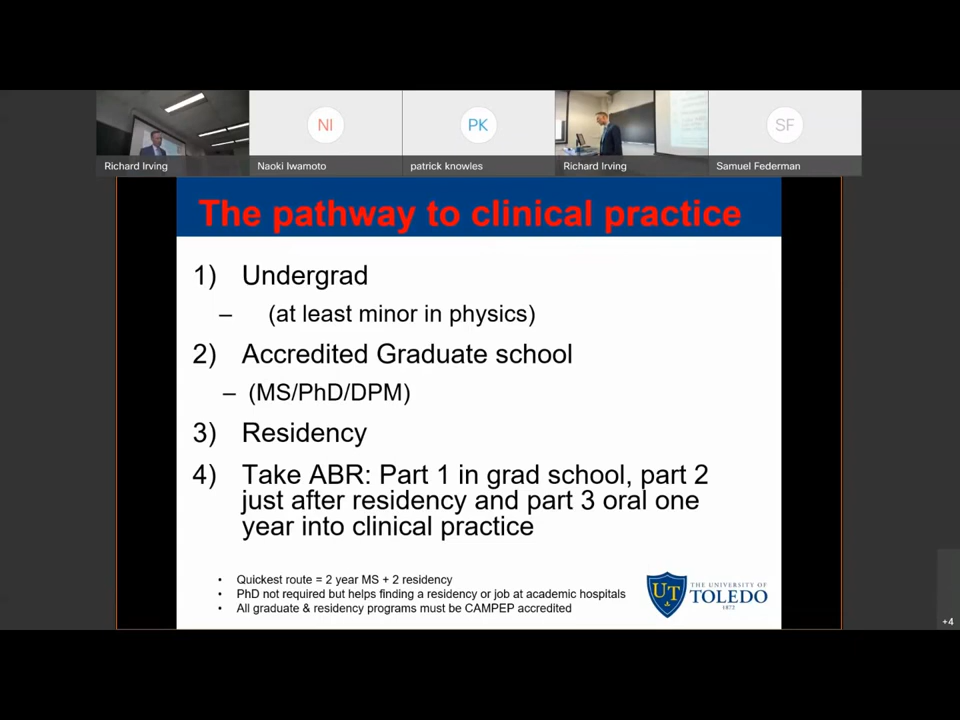 NI
PK
SF
Richard Irving
Naoki Iwamoto
patrick knowles
Richard Irving
Samuel Federman
The pathway to clinical practice
1) Undergrad
– (at least minor in physics)
2) Accredited Graduate school
– (MS/PhD/DPM)
3) Residency
4) Take ABR: Part 1 in grad school, part 2
just after residency and part 3 oral one
year into clinical practice
• Quickest route = 2 year MS + 2 residency
• PhD not required but helps finding a residency or job at academic hospitals
• All graduate & residency programs must be CAMPEP accredited
UT
THE UNIVERSITY OF
TOLEDO
1872
+4